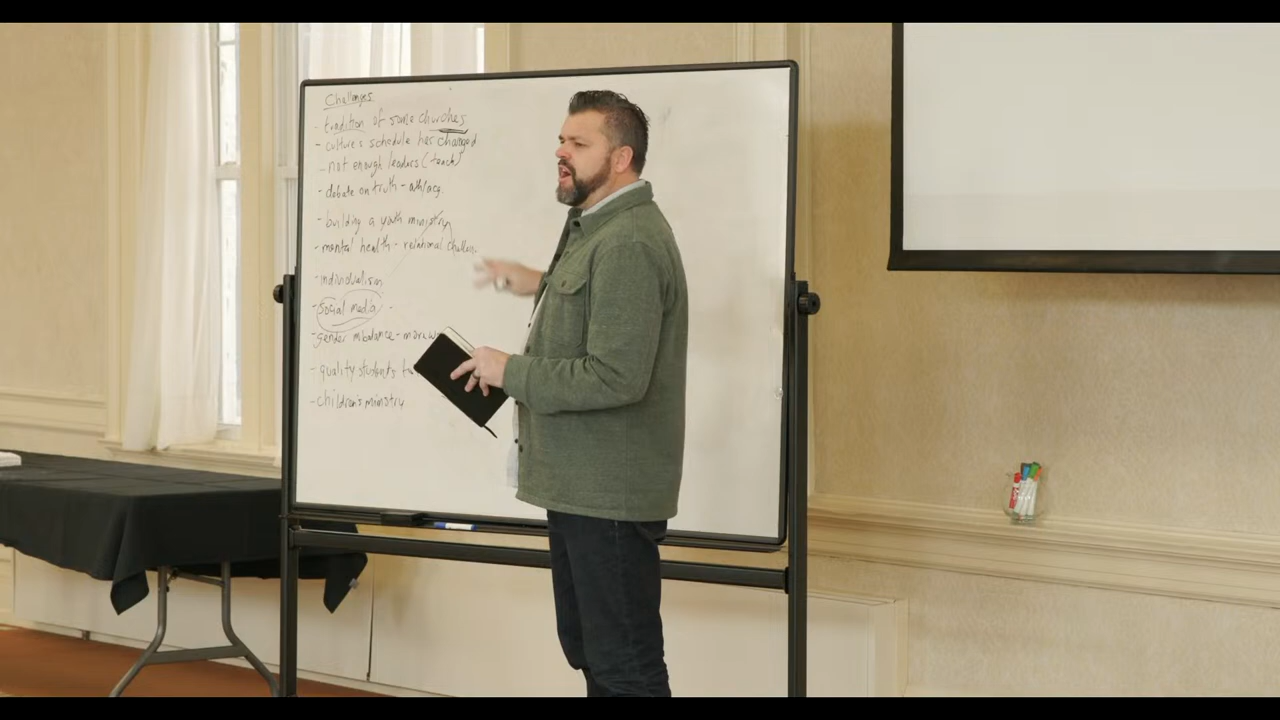 Challenges
- tradition of some churches
- culture's schedule has changed
- not enough leaders (teach)
- debate on truth -
- building a youth ministry
- mental health - relational challen
- individualism
- social media -
- gender imbalance - more w
- quality students
- children's ministry